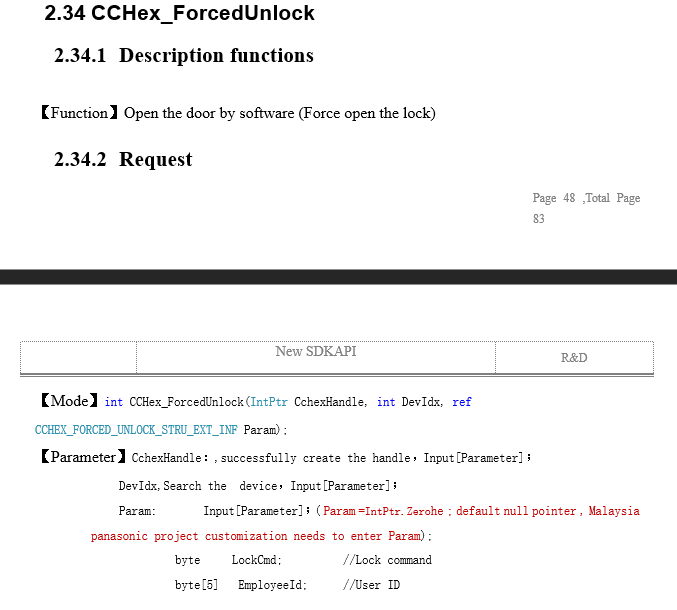 2.34 CCHex_ForcedUnlock
2.34.1 Description functions
【Function】Open the door by software (Force open the lock)
2.34.2 Request
Page 48 ,Total Page
83
New SDKAPI
R&D
【Mode】int CCHex_ForcedUnlock(IntPtr CchexHandle, int DevIdx, ref
CCHEX_FORCED_UNLOCK_STRU_EXT_INF Param);
【Parameter】CchexHandle：,successfully create the handle，Input[Parameter]；
DevIdx,Search the device，Input[Parameter]；
Param: Input[Parameter]；(Param =IntPtr.Zerohe ; default null pointer , Malaysia
panasonic project customization needs to enter Param);
byte LockCmd; //Lock command
byte[5] EmployeeId; //User ID